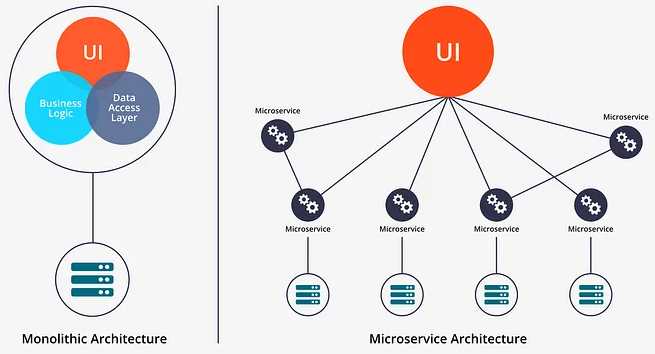 UI
Business
Logic
Data
Access
Layer
Monolithic Architecture
UI
Microservice
Microservice
Microservice
Microservice
Microservice
Microservice
Microservice Architecture